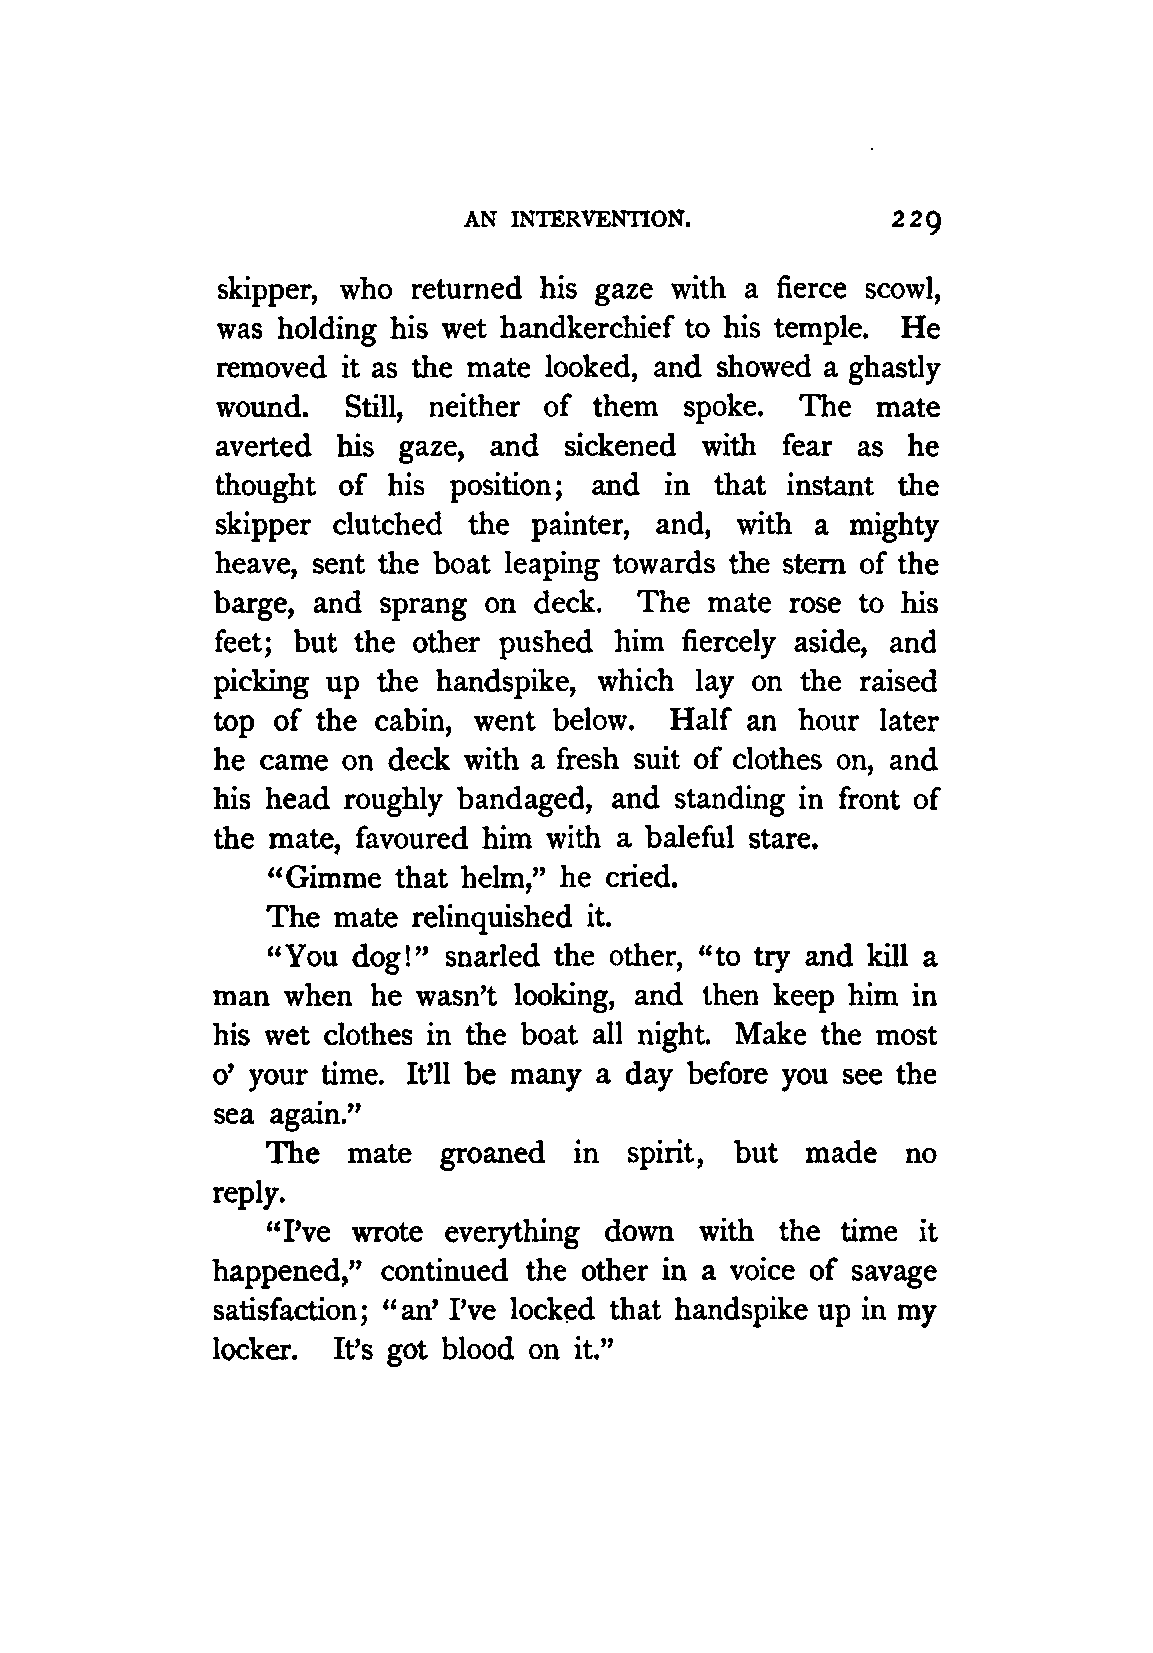 AN INTERVENTION. 229
skipper, who returned his gaze with a fierce scowl,
was holding his wet handkerchief to his temple. He
removed it as the mate looked, and showed a ghastly
wound. Still, neither of them spoke. The mate
averted his gaze, and sickened with fear as he
thought of his position; and in that instant the
skipper clutched the painter, and, with a mighty
heave, sent the boat leaping towards the stern of the
barge, and sprang on deck. The mate rose to his
feet; but the other pushed him fiercely aside, and
picking up the handspike, which lay on the raised
top of the cabin, went below. Half an hour later
he came on deck with a fresh suit of clothes on, and
his head roughly bandaged, and standing in front of
the mate, favoured him with a baleful stare.
“Gimme that helm,” he cried.
The mate relinquished it.
“You dog!” snarled the other, “to try and kill a
man when he wasn’t looking, and then keep him in
his wet clothes in the boat all night. Make the most
o’ your time. It’ll be many a day before you see the
sea again.”
The mate groaned in spirit, but made no
reply.
“I’ve wrote everything down with the time it
happened,” continued the other in a voice of savage
satisfaction; “an’ I’ve locked that handspike up in my
locker. It’s got blood on it.”